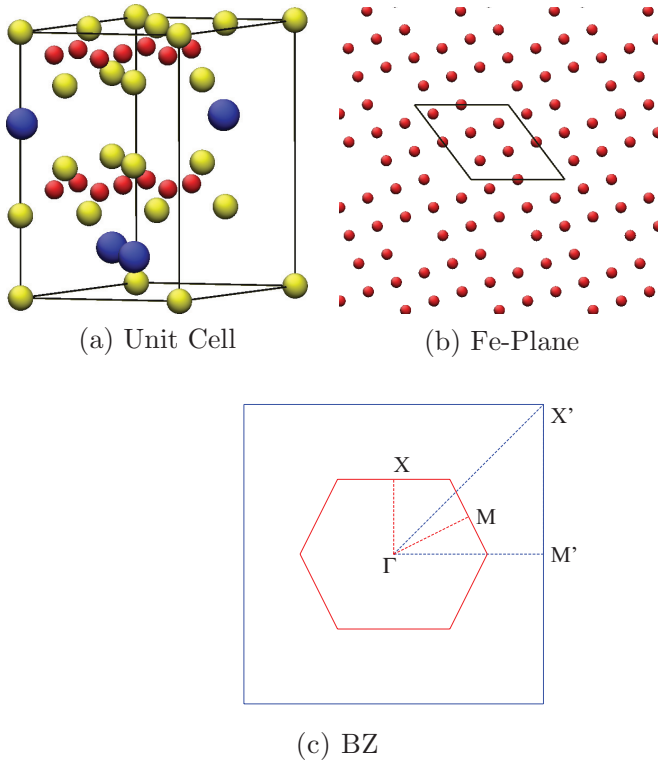 (a) Unit Cell
(b) Fe-Plane
X'
X
M
Γ
M'
(c) BZ